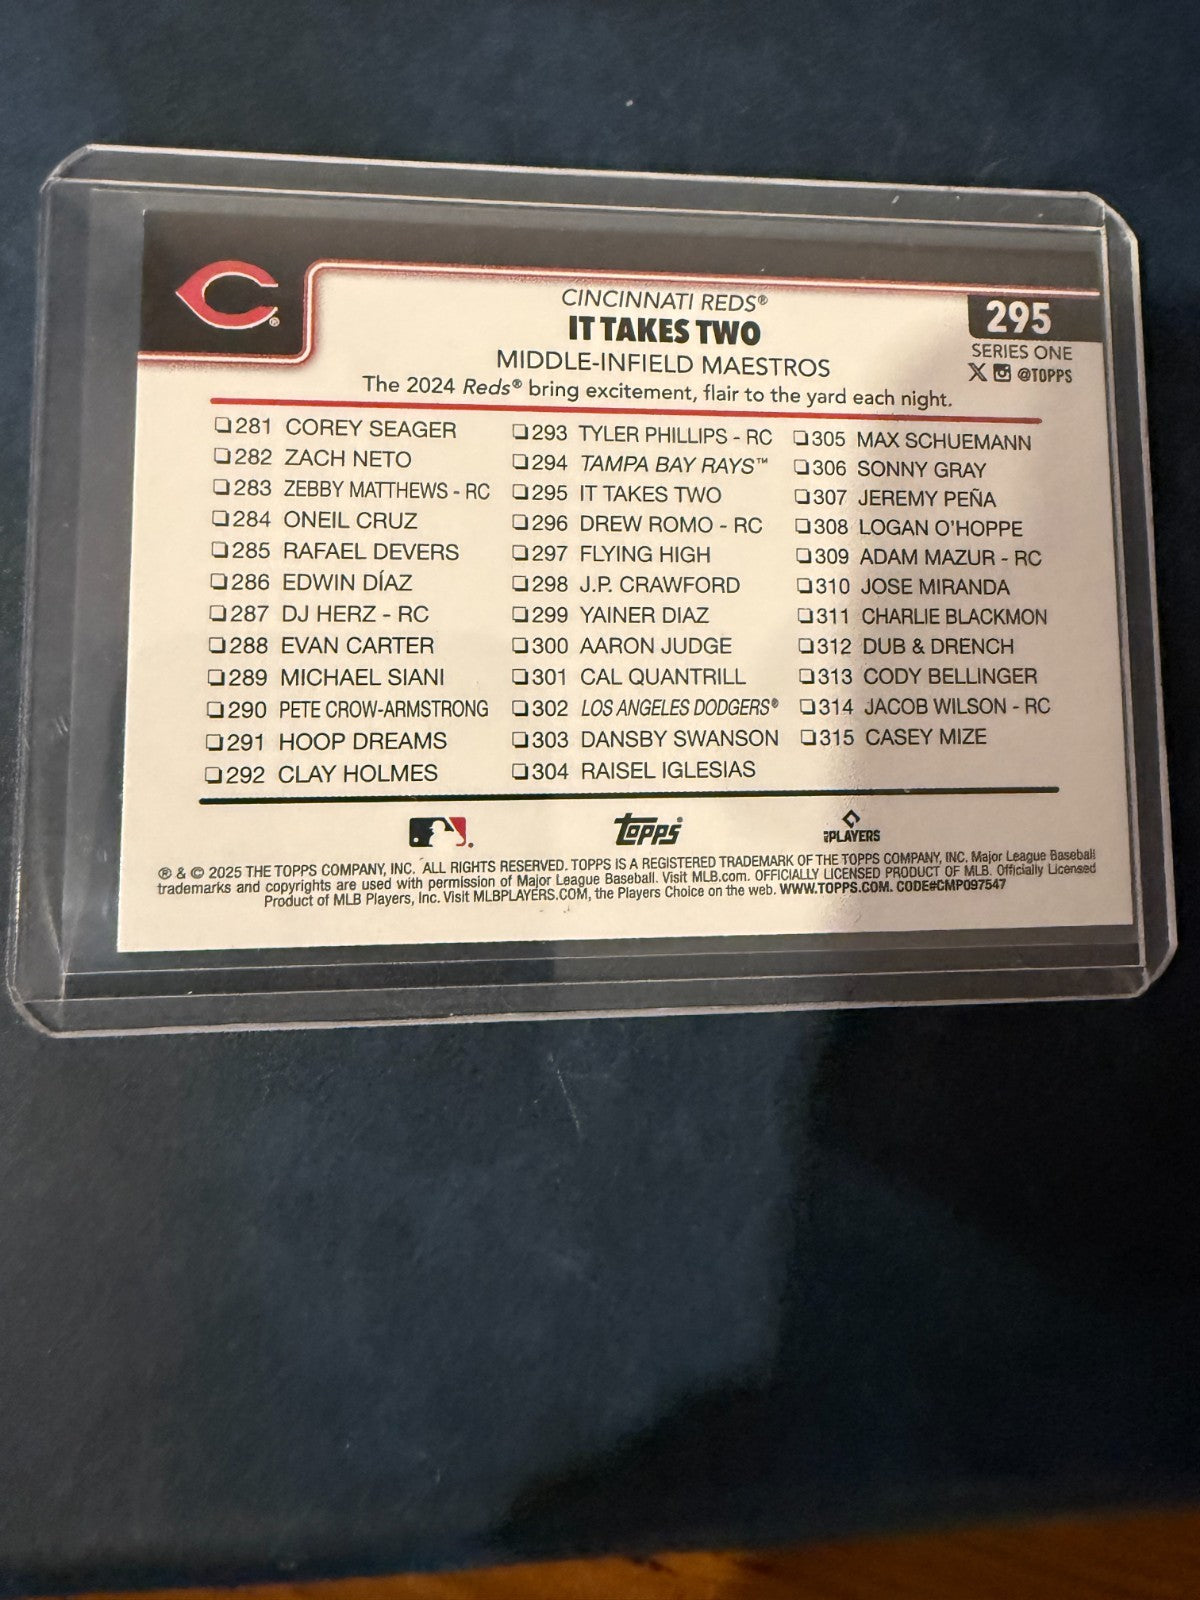 CINCINNATI REDS®
295
IT TAKES TWO
SERIES ONE
MIDDLE-INFIELD MAESTROS
@TOPPS
The 2024 Reds® bring excitement, flair to the yard each night.
281 COREY SEAGER
282 ZACH NETO
283 ZEBBY MATTHEWS - RC
284 ONEIL CRUZ
285 RAFAEL DEVERS
286 EDWIN DÍAZ
287 DJ HERZ - RC
288 EVAN CARTER
289 MICHAEL SIANI
290 PETE CROW-ARMSTRONG
291 HOOP DREAMS
292 CLAY HOLMES
293 TYLER PHILLIPS - RC
294 TAMPA BAY RAYS™
295 IT TAKES TWO
296 DREW ROMO - RC
297 FLYING HIGH
298 J.P. CRAWFORD
299 YAINER DIAZ
300 AARON JUDGE
301 CAL QUANTRILL
302 LOS ANGELES DODGERS®
303 DANSBY SWANSON
304 RAISEL IGLESIAS
305 MAX SCHUEMANN
306 SONNY GRAY
307 JEREMY PEÑA
308 LOGAN O'HOPPE
309 ADAM MAZUR - RC
310 JOSE MIRANDA
311 CHARLIE BLACKMON
312 DUB & DRENCH
313 CODY BELLINGER
314 JACOB WILSON - RC
315 CASEY MIZE
Topps®
PLAYERS
® & © 2025 THE TOPPS COMPANY, INC. ALL RIGHTS RESERVED. TOPPS IS A REGISTERED TRADEMARK OF THE TOPPS COMPANY, INC. Major League Baseball
trademarks and copyrights are used with permission of Major League Baseball. Visit MLB.com. OFFICIALLY LICENSED PRODUCT OF MLB. Officially Licensed
Product of MLB Players, Inc. Visit MLBPLAYERS.COM, the Players Choice on the web. WWW.TOPPS.COM. CODE#CMP097547